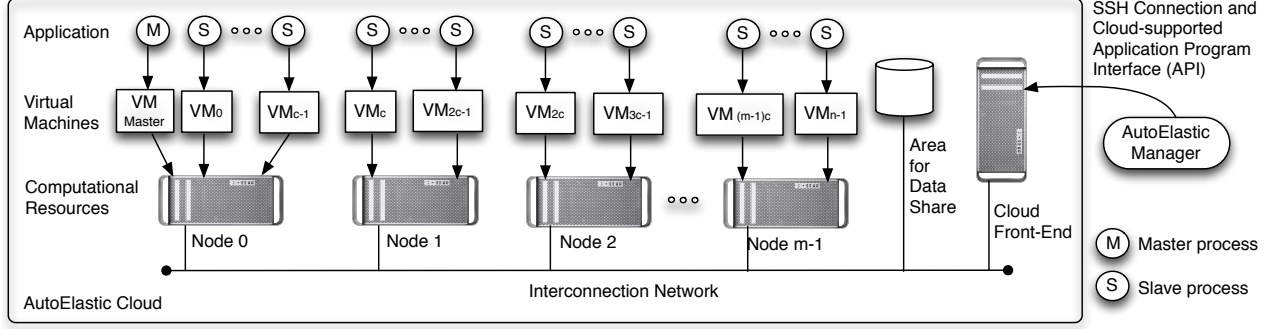 Application
M
S
S
S
S
S
S
S
S
SSH Connection and
Cloud-supported
Application Program
Interface (API)
Virtual
Machines
VM
Master
VM0
VMc-1
VMc
VM2c-1
VM2c
VM3c-1
VM (m-1)c
VMn-1
AutoElastic
Manager
Area
for
Data
Share
Computational
Resources
Node 0
Node 1
Node 2
Node m-1
Cloud
Front-End
M Master process
S Slave process
Interconnection Network
AutoElastic Cloud